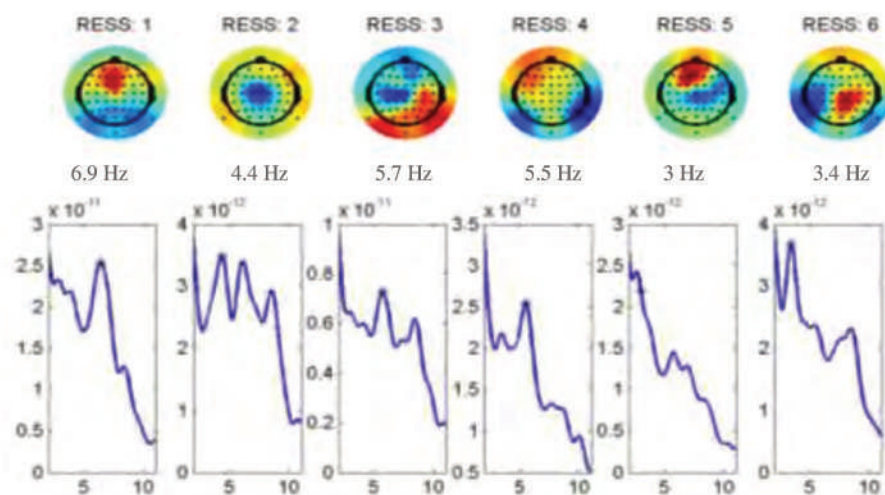 RESS: 1 RESS: 2 RESS: 3 RESS: 4 RESS: 5 RESS: 6
6.9 Hz 4.4 Hz 5.7 Hz 5.5 Hz 3 Hz 3.4 Hz
x 10⁻¹¹ x 10⁻¹² x 10⁻¹¹ x 10⁻¹² x 10⁻¹² x 10⁻¹²
3 4 1 3.5 3 4
2.5 0.8 3 2.5
3 3
2 0.6 2.5 2
2 2
1.5 2 1.5
0.4
1 1.5 1
1 1
0.5 0.2 1 0.5
0 0 0 0.5 0 0
5 10 5 10 5 10 5 10 5 10 5 10